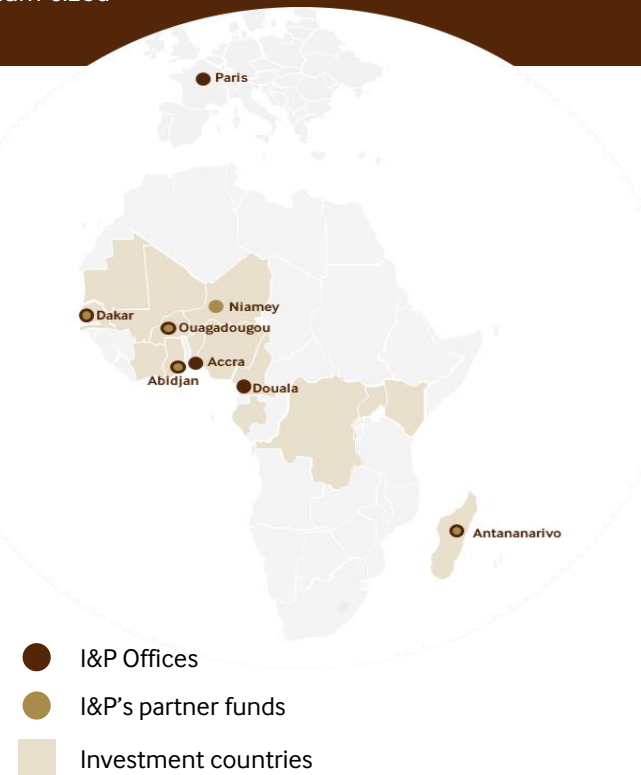 Paris
Niamey
Dakar
Ouagadougou
Accra
Abidjan
Douala
Antananarivo
I&P Offices
I&P’s partner funds
Investment countries